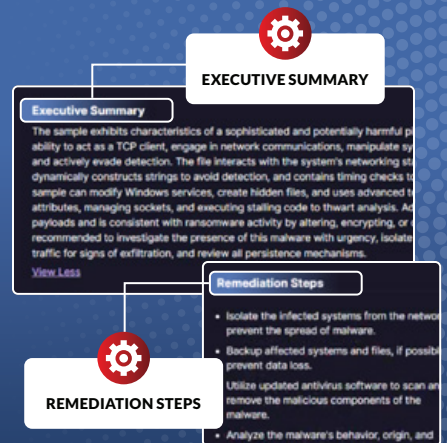 EXECUTIVE SUMMARY
Executive Summary
The sample exhibits characteristics of a sophisticated and potentially harmful
ability to act as a TCP client, engage in network communications, manipulate
and actively evade detection. The file interacts with the system's networking
dynamically constructs strings to avoid detection, and contains timing checks
sample can modify Windows services, create hidden files, and uses advanced
attributes, managing sockets, and executing stalling code to thwart analysis.
payloads and is consistent with ransomware activity by altering, encrypting, or
recommended to investigate the presence of this malware with urgency, isolate
traffic for signs of exfiltration, and review all persistence mechanisms.
View Less
Remediation Steps
• Isolate the infected systems from the
prevent the spread of malware.
• Backup affected systems and files, if
prevent data loss.
Utilize updated antivirus software to scan
remove the malicious components of the
malware.
• Analyze the malware's behavior, origin, and
REMEDIATION STEPS